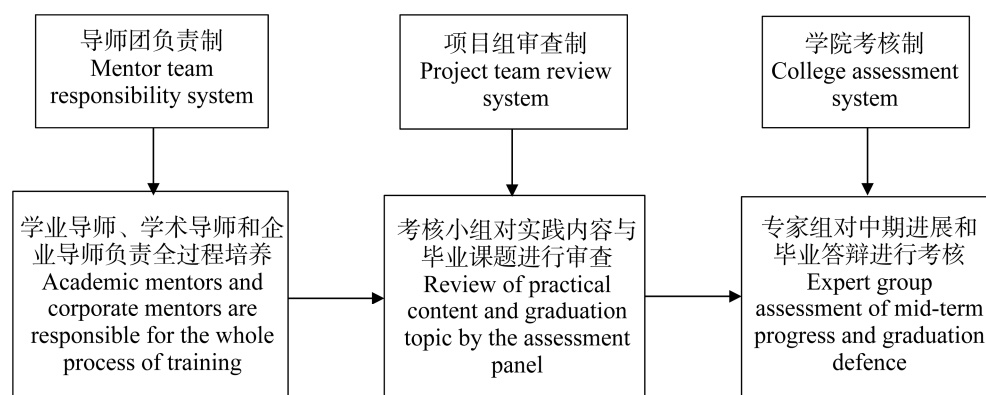 导师团负责制
Mentor team
responsibility system
项目组审查制
Project team review
system
学院考核制
College assessment
system
学业导师、学术导师和企
业导师负责全过程培养
Academic mentors and
corporate mentors are
responsible for the whole
process of training
考核小组对实践内容与
毕业课题进行审查
Review of practical
content and graduation
topic by the assessment
panel
专家组对中期进展和
毕业答辩进行考核
Expert group
assessment of mid-term
progress and graduation
defence